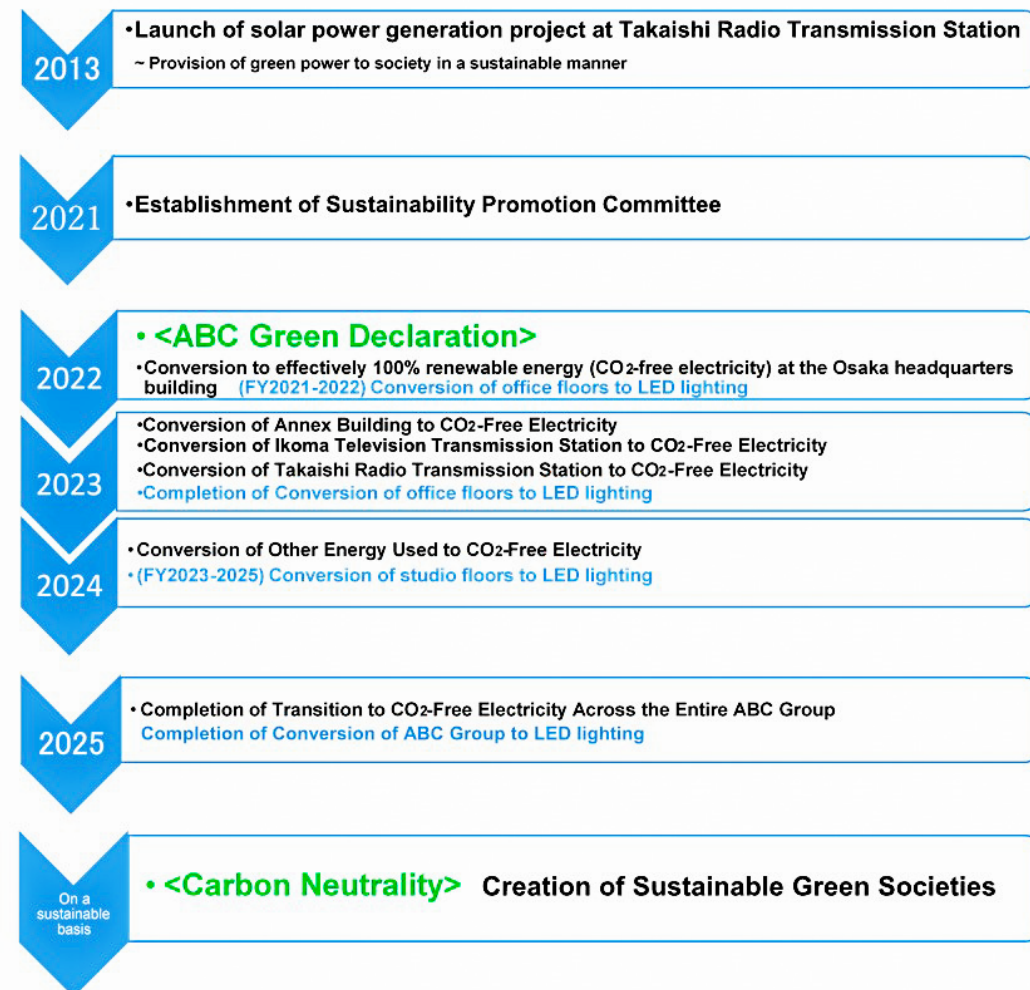 2013
•Launch of solar power generation project at Takaishi Radio Transmission Station
~ Provision of green power to society in a sustainable manner
2021
•Establishment of Sustainability Promotion Committee
2022
• <ABC Green Declaration>
•Conversion to effectively 100% renewable energy (CO2-free electricity) at the Osaka headquarters
building (FY2021-2022) Conversion of office floors to LED lighting
2023
•Conversion of Annex Building to CO2-Free Electricity
•Conversion of Ikoma Television Transmission Station to CO2-Free Electricity
•Conversion of Takaishi Radio Transmission Station to CO2-Free Electricity
•Completion of Conversion of office floors to LED lighting
2024
•Conversion of Other Energy Used to CO2-Free Electricity
•(FY2023-2025) Conversion of studio floors to LED lighting
2025
• Completion of Transition to CO2-Free Electricity Across the Entire ABC Group
Completion of Conversion of ABC Group to LED lighting
On a
sustainable
basis
• <Carbon Neutrality> Creation of Sustainable Green Societies